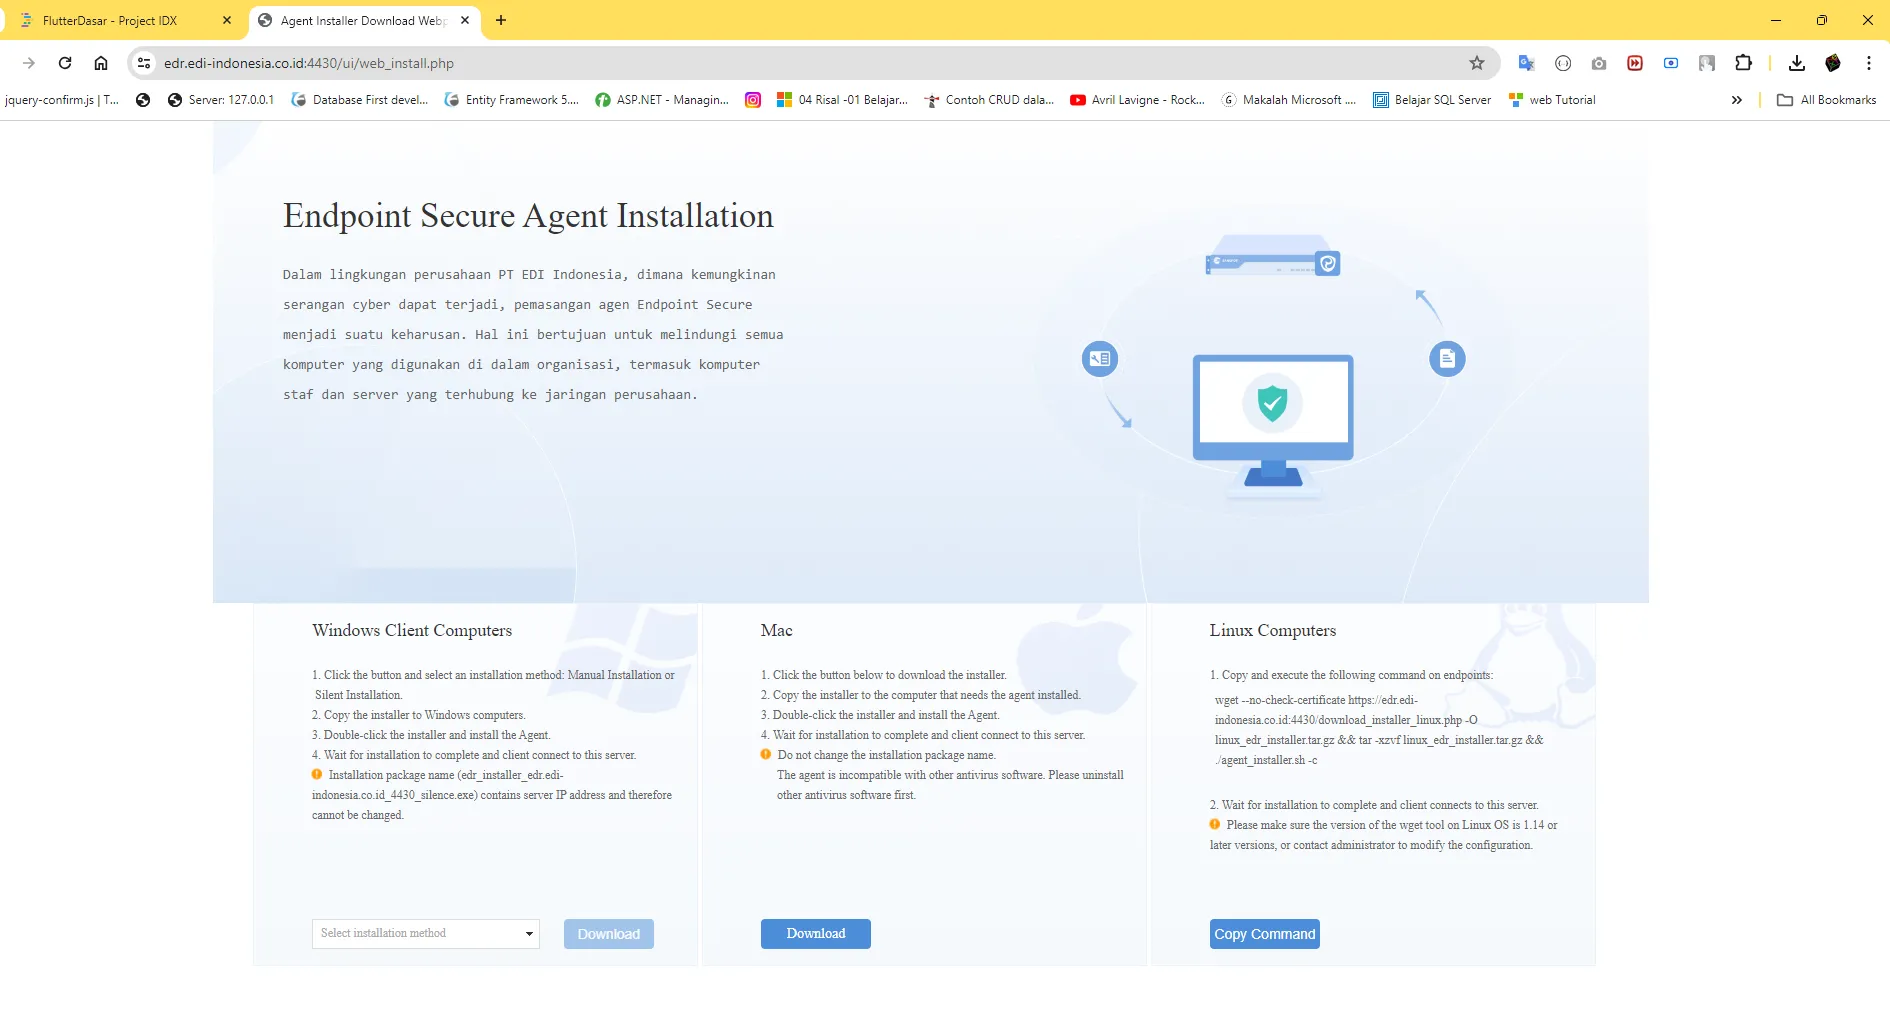 FlutterDasar - Project IDX
Agent Installer Download Webp
edr.edi-indonesia.co.id:4430/ui/web_install.php
jquery-confirm.js | T...
Server: 127.0.0.1
Database First devel...
Entity Framework 5....
ASP.NET - Managin...
04 Risal -01 Belajar...
Contoh CRUD dala...
Avril Lavigne - Rock...
Makalah Microsoft ....
Belajar SQL Server
web Tutorial
All Bookmarks
Endpoint Secure Agent Installation
Dalam lingkungan perusahaan PT EDI Indonesia, dimana kemungkinan
serangan cyber dapat terjadi, pemasangan agen Endpoint Secure
menjadi suatu keharusan. Hal ini bertujuan untuk melindungi semua
komputer yang digunakan di dalam organisasi, termasuk komputer
staf dan server yang terhubung ke jaringan perusahaan.
Windows Client Computers
1. Click the button and select an installation method: Manual Installation or
Silent Installation.
2. Copy the installer to Windows computers.
3. Double-click the installer and install the Agent.
4. Wait for installation to complete and client connect to this server.
Installation package name (edr_installer_edr.edi-
indonesia.co.id_4430_silence.exe) contains server IP address and therefore
cannot be changed.
Select installation method
Download
Mac
1. Click the button below to download the installer.
2. Copy the installer to the computer that needs the agent installed.
3. Double-click the installer and install the Agent.
4. Wait for installation to complete and client connect to this server.
Do not change the installation package name.
The agent is incompatible with other antivirus software. Please uninstall
other antivirus software first.
Download
Linux Computers
1. Copy and execute the following command on endpoints:
wget --no-check-certificate https://edr.edi-
indonesia.co.id:4430/download_installer_linux.php -O
linux_edr_installer.tar.gz && tar -xzvf linux_edr_installer.tar.gz &&
./agent_installer.sh -c
2. Wait for installation to complete and client connects to this server.
Please make sure the version of the wget tool on Linux OS is 1.14 or
later versions, or contact administrator to modify the configuration.
Copy Command